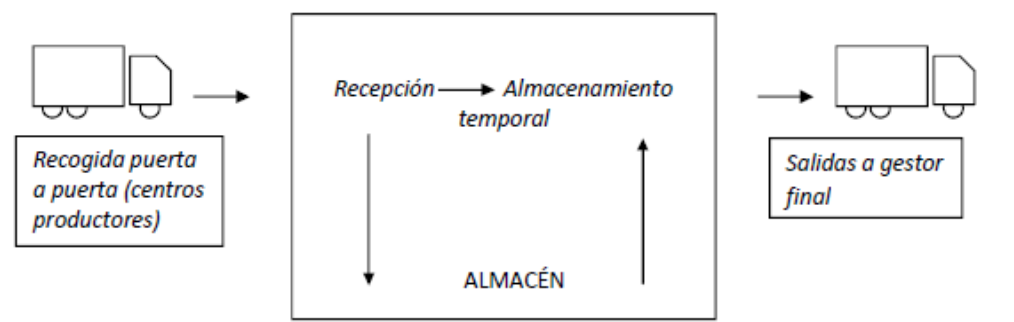 Recogida puerta
a puerta (centros
productores)
Recepción Almacenamiento
temporal
ALMACÉN
Salidas a gestor
final